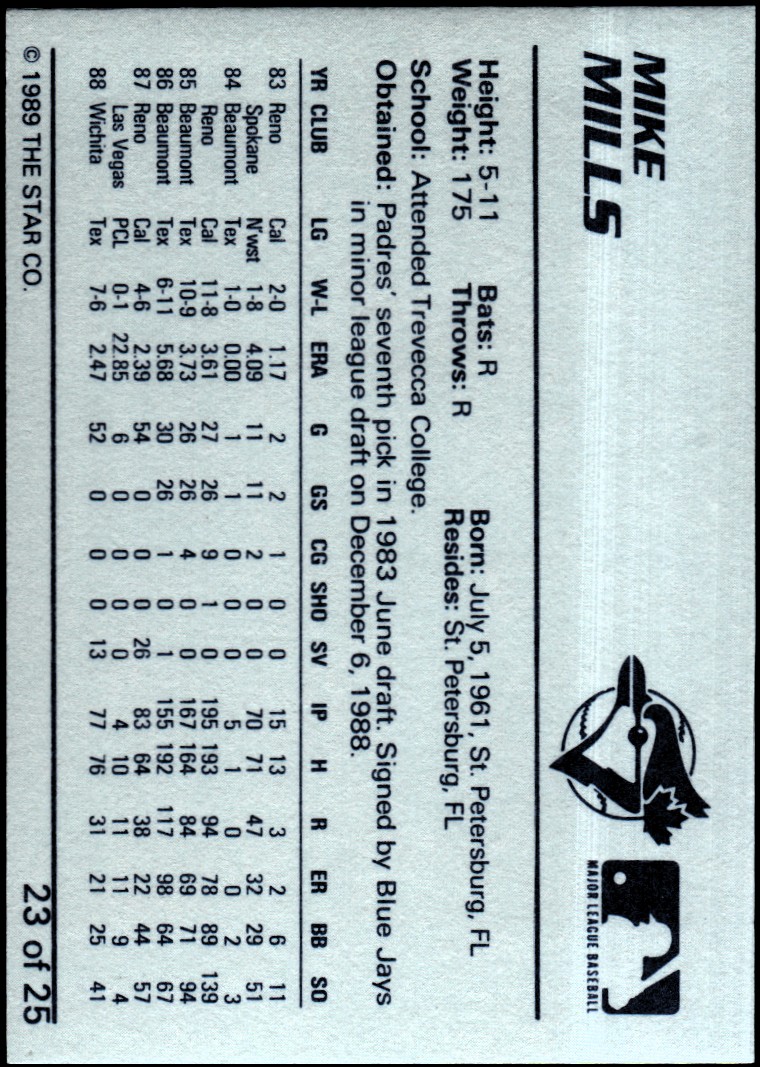 MIKE
MILLS
MAJOR LEAGUE BASEBALL
Height: 5-11 Bats: R Born: July 5, 1961, St. Petersburg, FL
Weight: 175 Throws: R Resides: St. Petersburg, FL
School: Attended Trevecca College.
Obtained: Padres' seventh pick in 1983 June draft. Signed by Blue Jays
in minor league draft on December 6, 1988.
YR CLUB LG W-L ERA G GS CG SHO SV IP H R ER BB SO
83 Reno Cal 2-0 1.17 2 2 1 0 0 15 13 3 2 6 11
Spokane N'wst 1-8 4.09 11 11 2 0 0 70 71 47 32 29 51
84 Beaumont Tex 1-0 0.00 1 1 0 0 0 5 1 0 0 2 3
Reno Cal 11-8 3.61 27 26 9 1 0 195 193 94 78 89 139
85 Beaumont Tex 10-9 3.73 26 26 4 0 0 167 164 84 69 71 94
86 Beaumont Tex 6-11 5.68 30 26 1 0 1 155 192 117 98 64 67
87 Reno Cal 4-6 2.39 54 0 0 0 26 83 64 38 22 44 57
Las Vegas PCL 0-1 22.85 6 0 0 0 0 4 10 11 11 9 4
88 Wichita Tex 7-6 2.47 52 0 0 0 13 77 76 31 21 25 41
© 1989 THE STAR CO. 23 of 25